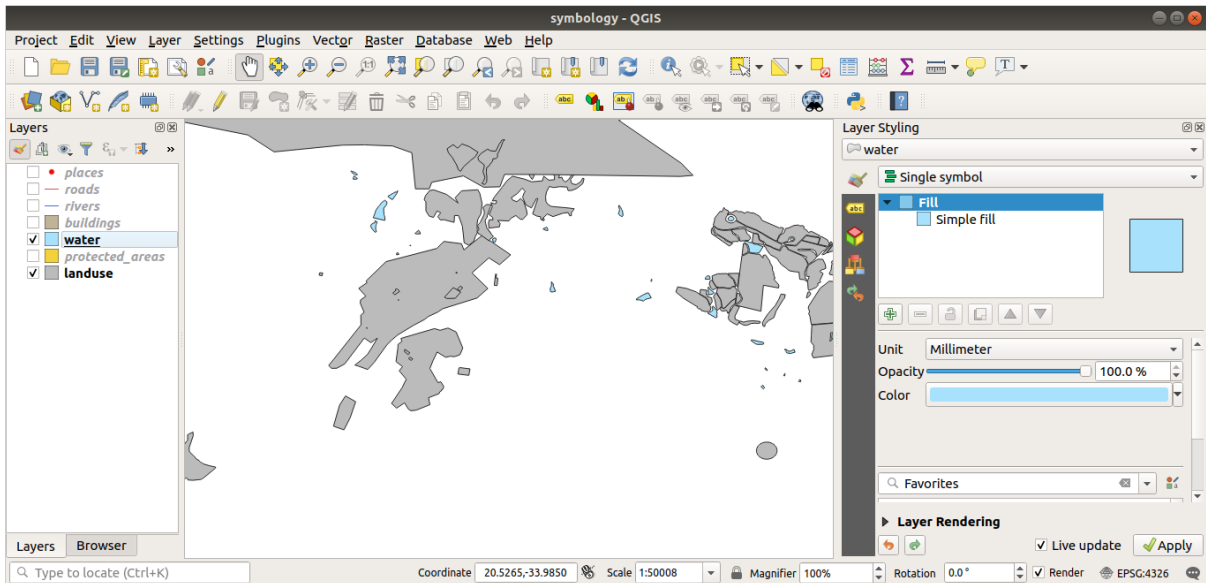 symbology - QGIS
Project Edit View Layer Settings Plugins Vector Raster Database Web Help
Layers
places
roads
rivers
buildings
water
protected_areas
landuse
Layers Browser
Layer Styling
water
Single symbol
Fill
Simple fill
Unit Millimeter
Opacity 100.0 %
Color
Favorites
Layer Rendering
Live update Apply
Type to locate (Ctrl+K) Coordinate 20.5265,-33.9850 Scale 1:50008 Magnifier 100% Rotation 0.0° Render EPSG:4326